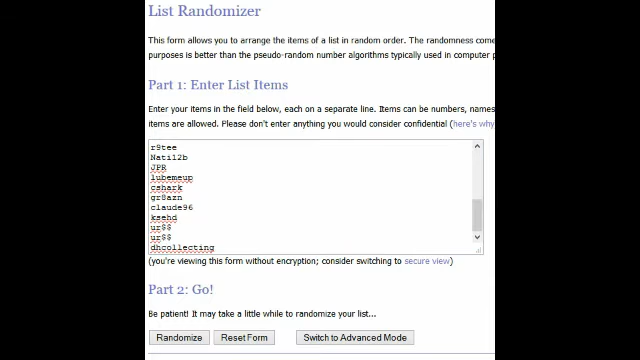 List Randomizer
This form allows you to arrange the items of a list in random order. The randomness come
purposes is better than the pseudo-random number algorithms typically used in computer p
Part 1: Enter List Items
Enter your items in the field below, each on a separate line. Items can be numbers, names
items are allowed. Please don't enter anything you would consider confidential (here's why
r9tee
Nati12b
JPR
lubemeup
cshark
gr8azn
claude96
ksehd
ur$$
ur$$
dhcollecting
(you're viewing this form without encryption; consider switching to secure view)
Part 2: Go!
Be patient! It may take a little while to randomize your list...
Randomize Reset Form Switch to Advanced Mode